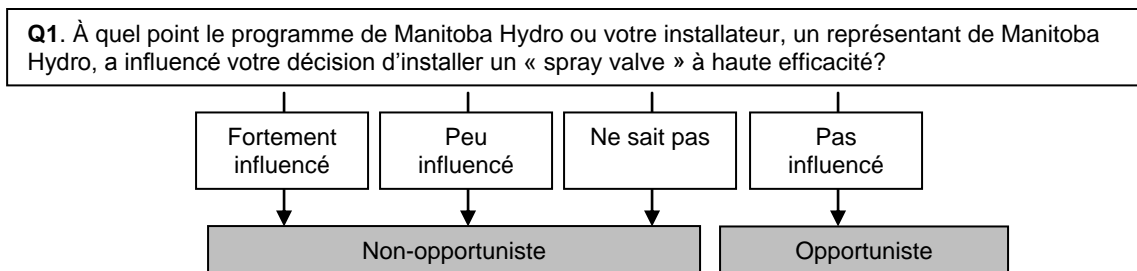 Q1. À quel point le programme de Manitoba Hydro ou votre installateur, un représentant de Manitoba
Hydro, a influencé votre décision d'installer un « spray valve » à haute efficacité?
Fortement
influencé
Peu
influencé
Ne sait pas
Pas
influencé
Non-opportuniste
Opportuniste